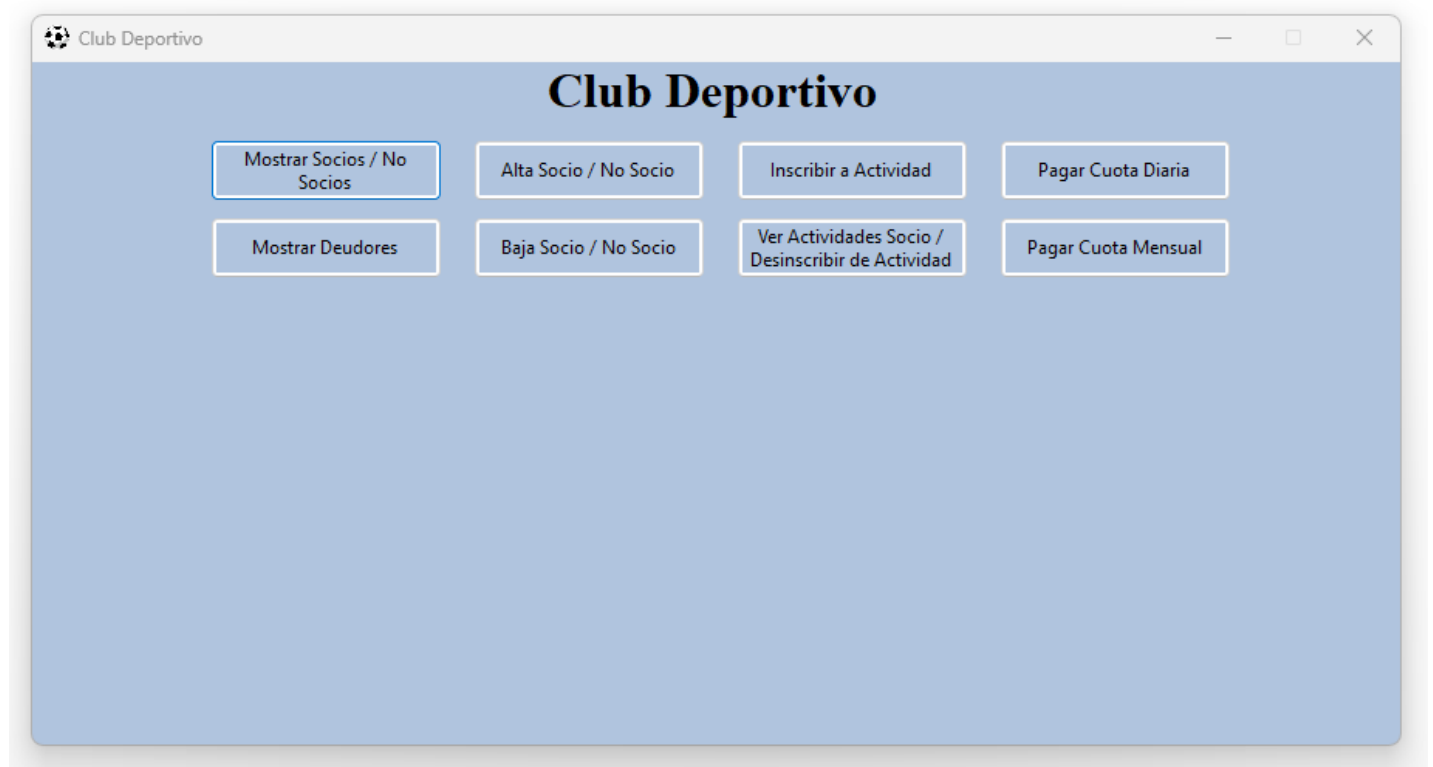 Club Deportivo
Club Deportivo
Mostrar Socios / No
Socios
Alta Socio / No Socio
Inscribir a Actividad
Pagar Cuota Diaria
Mostrar Deudores
Baja Socio / No Socio
Ver Actividades Socio /
Desinscribir de Actividad
Pagar Cuota Mensual